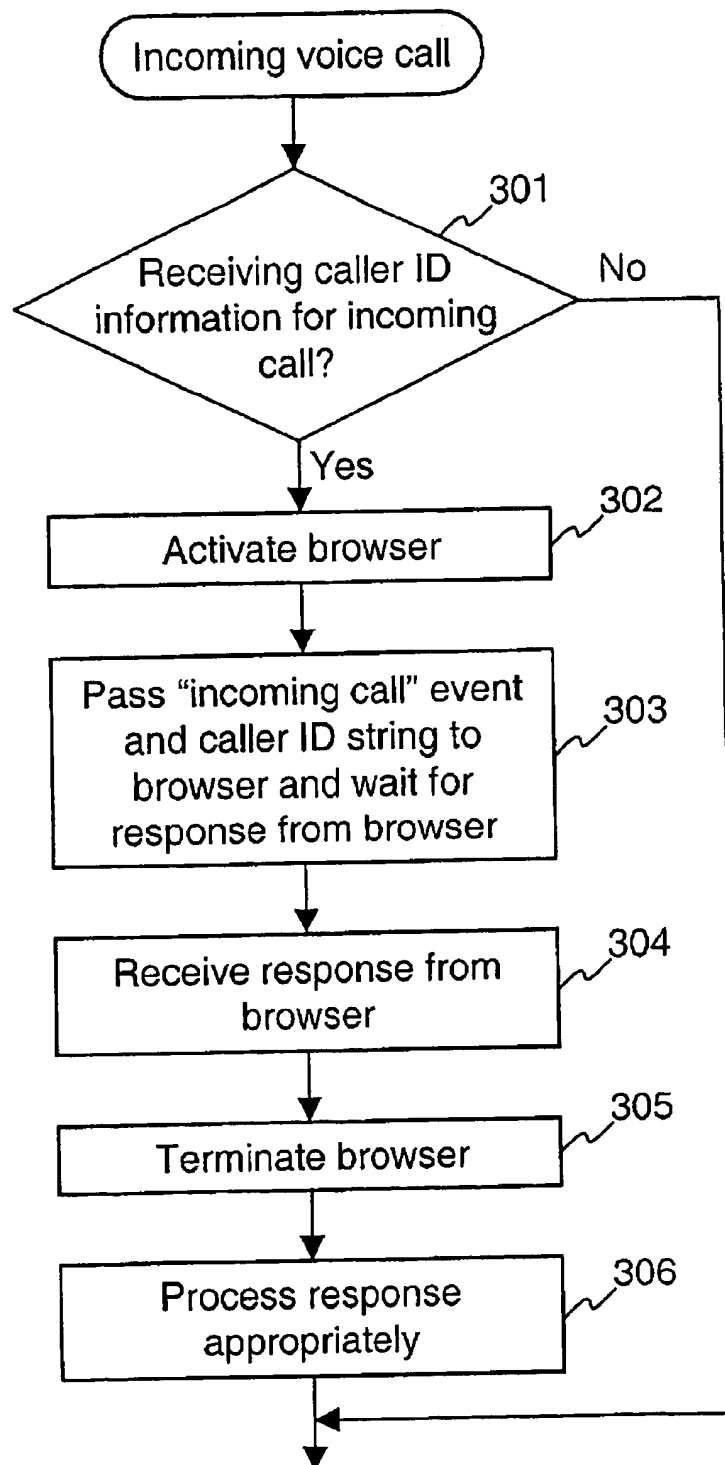 Incoming voice call
301
Receiving caller ID
information for incoming
call?
No
Yes
302
Activate browser
Pass “incoming call” event
and caller ID string to
browser and wait for
response from browser
303
304
Receive response from
browser
305
Terminate browser
306
Process response
appropriately